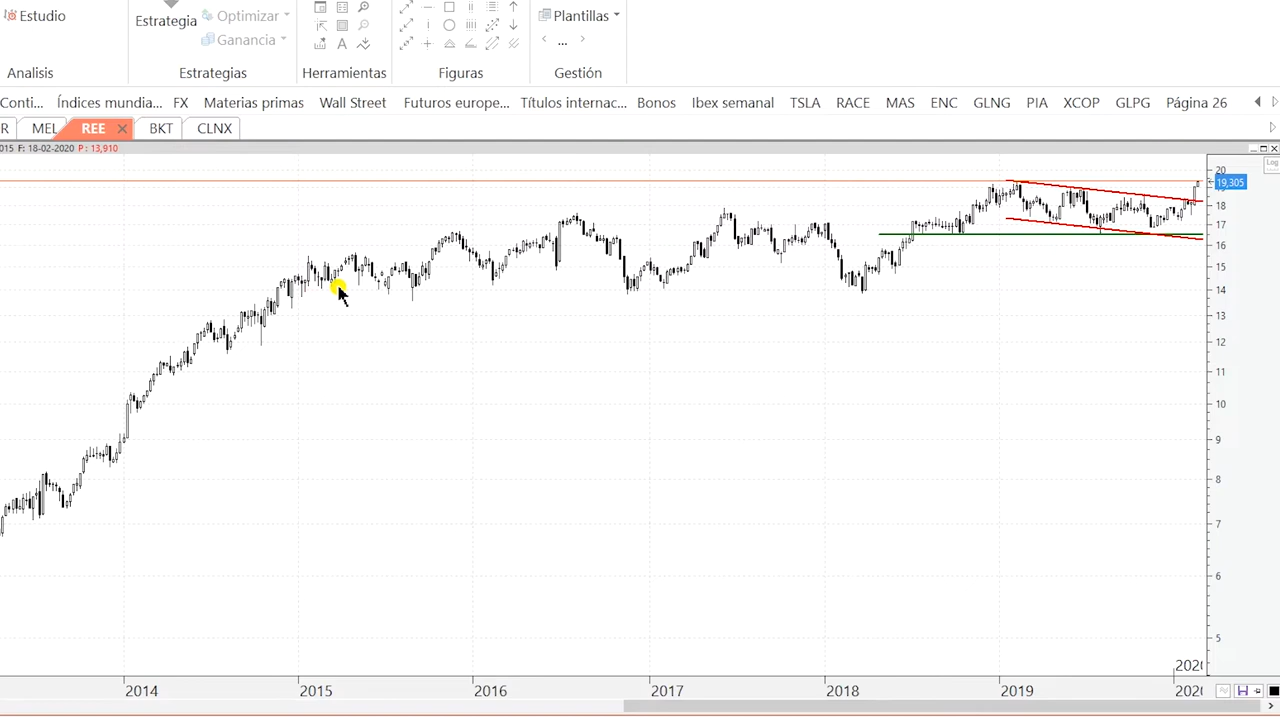 Estudio
Estrategia
Optimizar
Ganancia
Plantillas
...
Analisis
Estrategias
Herramientas
Figuras
Gestión
Conti... Índices mundia... FX Materias primas Wall Street Futuros europe... Títulos internac... Bonos Ibex semanal TSLA RACE MAS ENC GLNG PIA XCOP GLPG Página 26
R MEL REE BKT CLNX
015 F: 18-02-2020 P: 13,910
Log
20
19,305
18
17
16
15
14
13
12
11
10
9
8
7
6
5
2020
2014 2015 2016 2017 2018 2019 2020